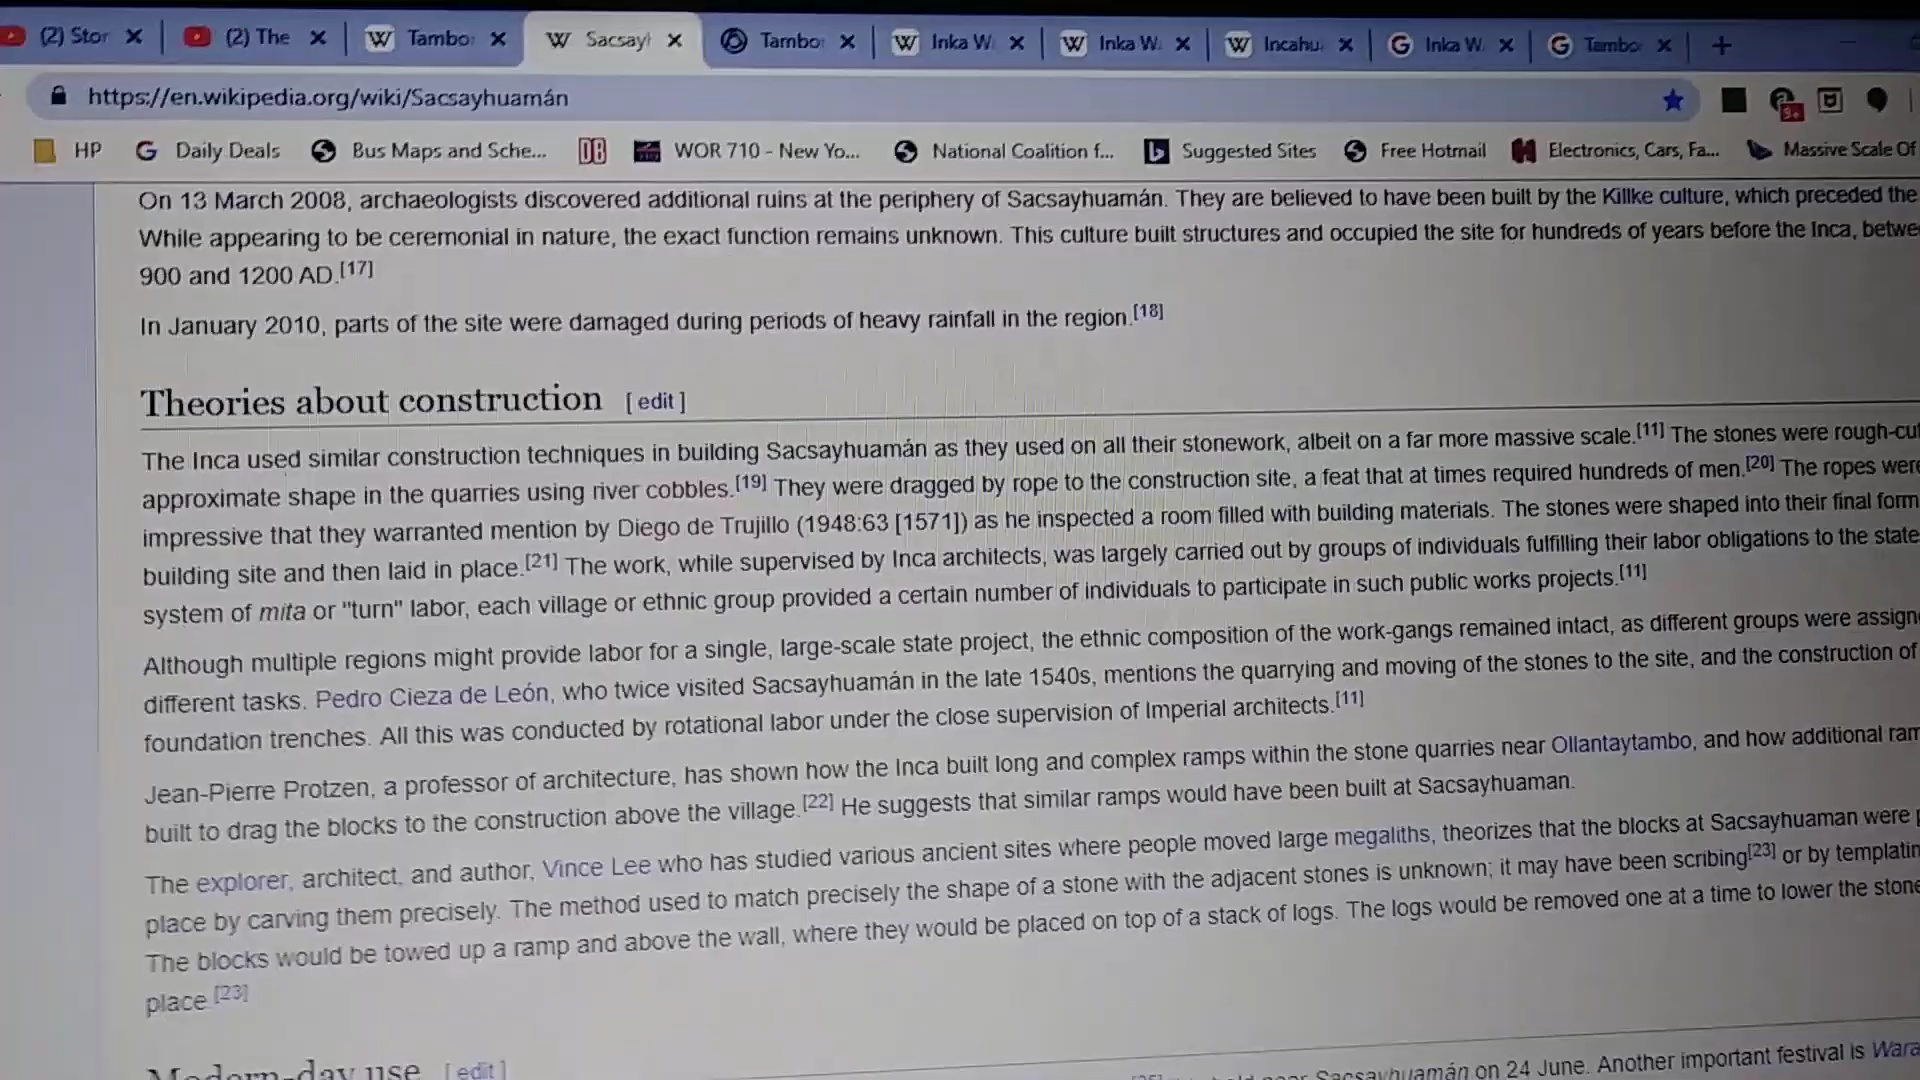 (2) Stor
(2) The
Tambo
Sacsay
Tambo
Inka W
Inka W
Incahu
Inka W
Tambo
https://en.wikipedia.org/wiki/Sacsayhuamán
9+
HP
Daily Deals
Bus Maps and Sche...
DB
WOR 710 - New Yo...
National Coalition f...
Suggested Sites
Free Hotmail
Electronics, Cars, Fa...
Massive Scale Of
On 13 March 2008, archaeologists discovered additional ruins at the periphery of Sacsayhuamán. They are believed to have been built by the Killke culture, which preceded the
While appearing to be ceremonial in nature, the exact function remains unknown. This culture built structures and occupied the site for hundreds of years before the Inca, betwe
900 and 1200 AD.[17]
In January 2010, parts of the site were damaged during periods of heavy rainfall in the region.[18]
Theories about construction [ edit ]
The Inca used similar construction techniques in building Sacsayhuamán as they used on all their stonework, albeit on a far more massive scale.[11] The stones were rough-cut
approximate shape in the quarries using river cobbles.[19] They were dragged by rope to the construction site, a feat that at times required hundreds of men.[20] The ropes were
impressive that they warranted mention by Diego de Trujillo (1948:63 [1571]) as he inspected a room filled with building materials. The stones were shaped into their final form
building site and then laid in place.[21] The work, while supervised by Inca architects, was largely carried out by groups of individuals fulfilling their labor obligations to the state
system of mita or "turn" labor, each village or ethnic group provided a certain number of individuals to participate in such public works projects.[11]
Although multiple regions might provide labor for a single, large-scale state project, the ethnic composition of the work-gangs remained intact, as different groups were assign
different tasks. Pedro Cieza de León, who twice visited Sacsayhuamán in the late 1540s, mentions the quarrying and moving of the stones to the site, and the construction of
foundation trenches. All this was conducted by rotational labor under the close supervision of Imperial architects.[11]
Jean-Pierre Protzen, a professor of architecture, has shown how the Inca built long and complex ramps within the stone quarries near Ollantaytambo, and how additional ram
built to drag the blocks to the construction above the village.[22] He suggests that similar ramps would have been built at Sacsayhuaman.
The explorer, architect, and author, Vince Lee who has studied various ancient sites where people moved large megaliths, theorizes that the blocks at Sacsayhuaman were p
place by carving them precisely. The method used to match precisely the shape of a stone with the adjacent stones is unknown; it may have been scribing[23] or by templatin
The blocks would be towed up a ramp and above the wall, where they would be placed on top of a stack of logs. The logs would be removed one at a time to lower the stone
place.[23]
Modern-day use [ edit ]
Sacsayhuamán on 24 June. Another important festival is Wara